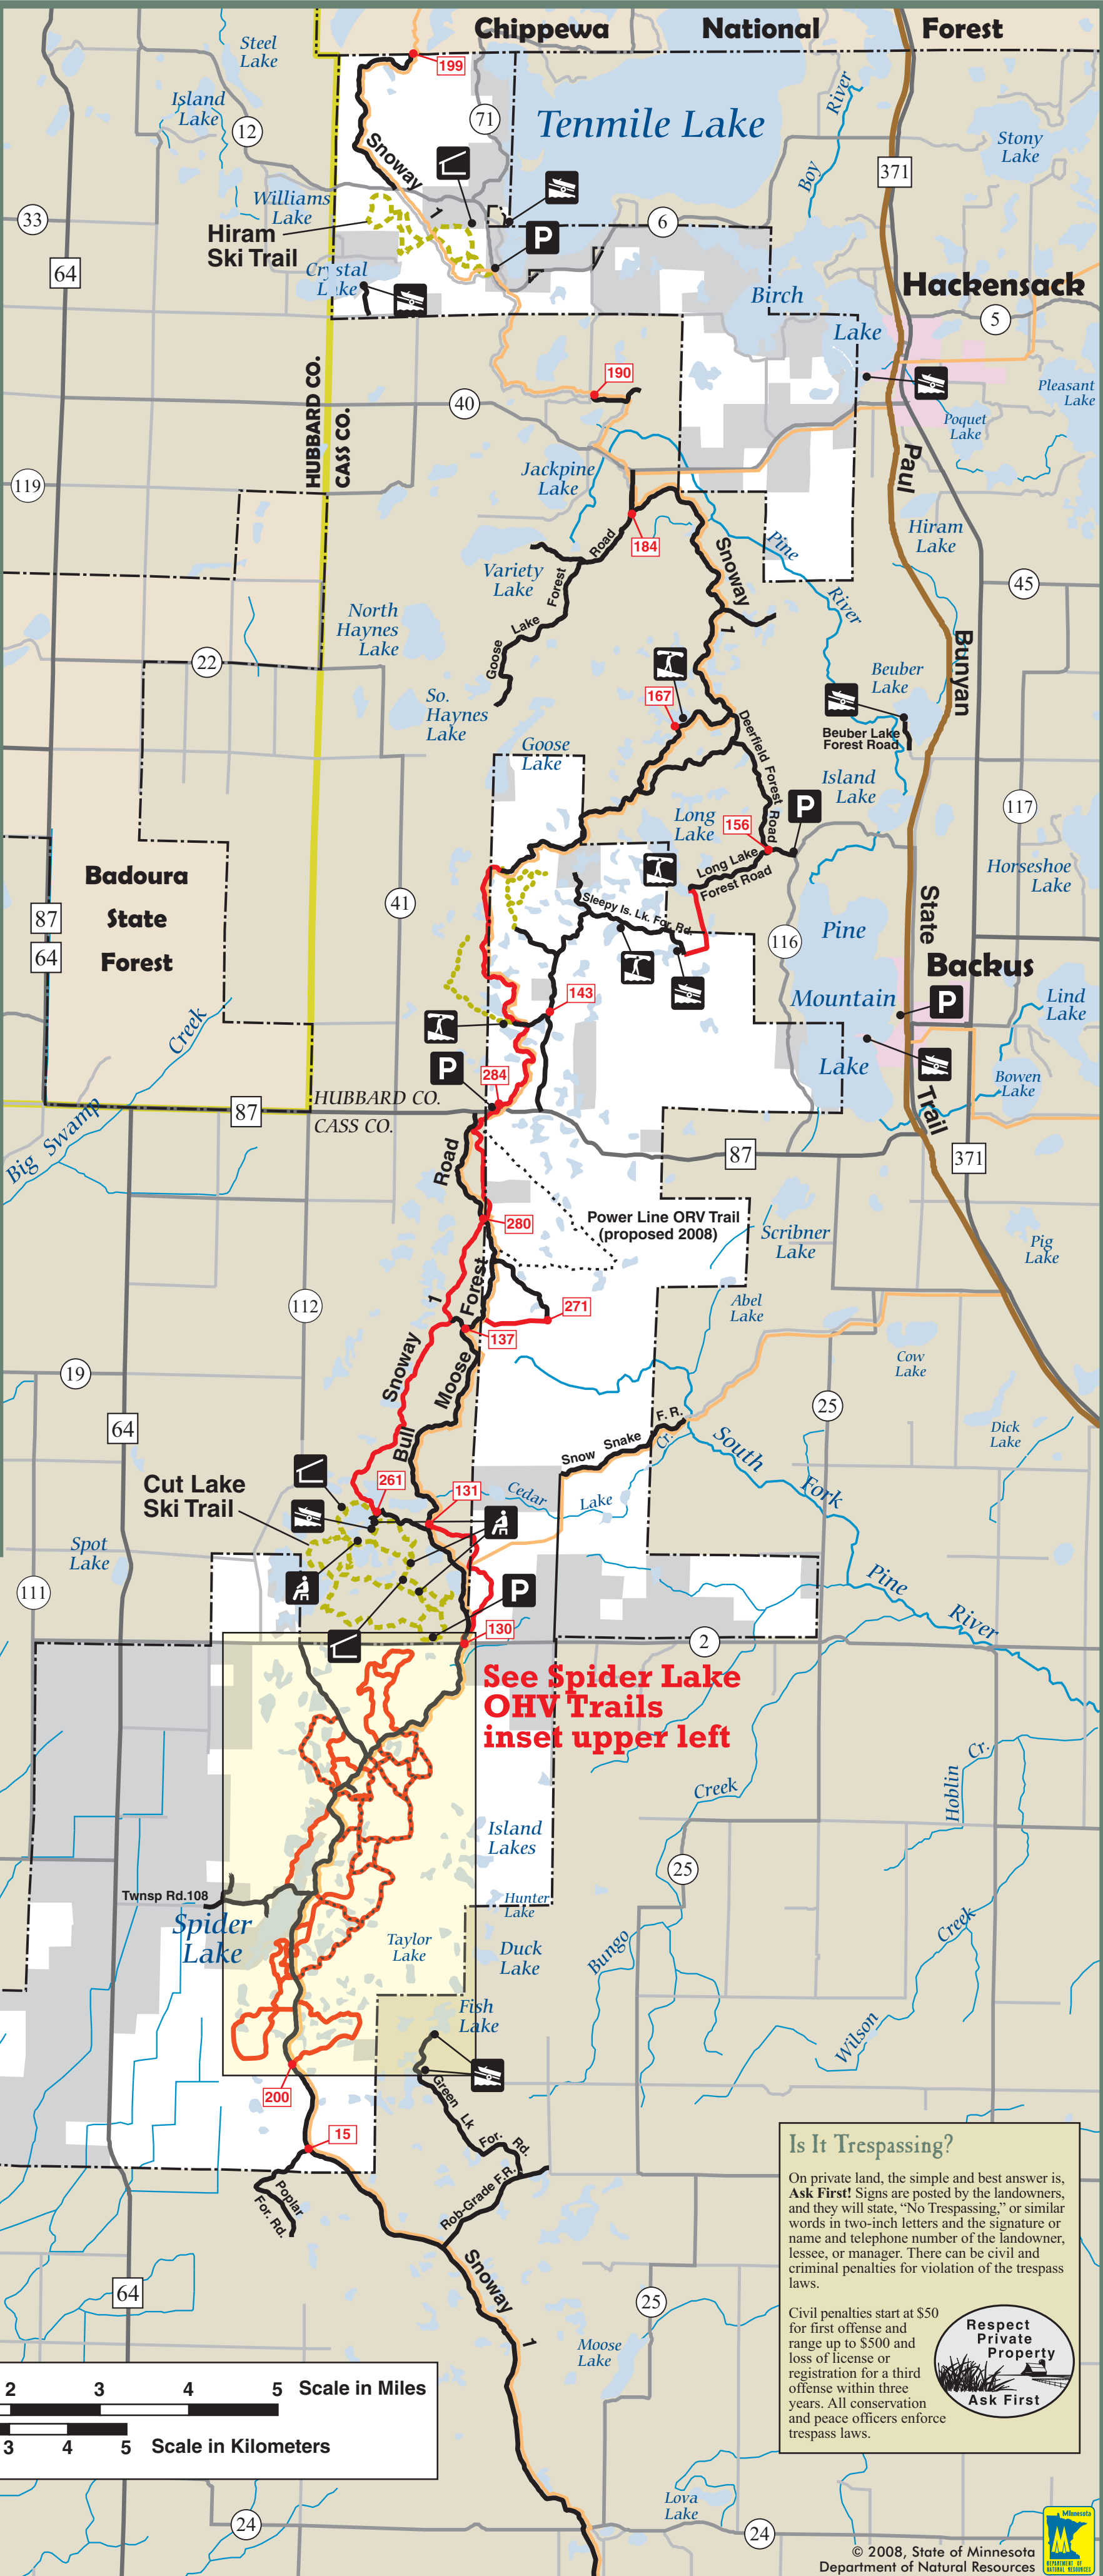 Chippewa National Forest
Steel
Lake
199
Island
Lake
12
71
Tenmile Lake
Boy
River
Stony
Lake
371
Snoway
1
Williams
Lake
33
6
Hiram
Ski Trail
P
64
Crystal
Lake
Birch
Lake
Hackensack
5
HUBBARD CO.
CASS CO.
190
40
Pleasant
Lake
Poquet
Lake
Paul
Jackpine
Lake
119
184
Hiram
Lake
Pine
River
Snoway
1
Variety
Lake
Goose Lake Forest Road
45
North
Haynes
Lake
22
Bunyan
Beuber
Lake
So.
Haynes
Lake
167
Beuber Lake
Forest Road
Goose
Lake
Deerfield Forest Road
Island
Lake
P
117
Long
Lake
156
Long Lake
Forest Road
Horseshoe
Lake
Badoura
State
Forest
87
64
41
Sleepy Is. Lk. For. Rd.
State
116
Pine
Mountain
Lake
Backus
P
Lind
Lake
143
Creek
P
284
Bowen
Lake
Trail
HUBBARD CO.
CASS CO.
87
Big Swamp
87
371
Road
280
Power Line ORV Trail
(proposed 2008)
Scribner
Lake
Pig
Lake
Forest
1
112
271
Abel
Lake
137
Snoway
Moose
19
Cow
Lake
64
25
Bull
Snow Snake F. R.
Cr.
South
Fork
Pine
River
Dick
Lake
Cut Lake
Ski Trail
261
131
Cedar
Lake
Spot
Lake
111
P
130
2
See Spider Lake
OHV Trails
inset upper left
Cr.
Hoblin
Creek
Island
Lakes
25
Twnsp Rd.108
Hunter
Lake
Spider
Lake
Taylor
Lake
Duck
Lake
Bungo
Creek
Wilson
Fish
Lake
200
Green Lk
For. Rd.
15
Poplar
For. Rd.
Rob-Grade F.R.
Snoway
1
64
25
Moose
Lake
Is It Trespassing?
On private land, the simple and best answer is,
Ask First! Signs are posted by the landowners,
and they will state, “No Trespassing,” or similar
words in two-inch letters and the signature or
name and telephone number of the landowner,
lessee, or manager. There can be civil and
criminal penalties for violation of the trespass
laws.
Civil penalties start at $50
for first offense and
range up to $500 and
loss of license or
registration for a third
offense within three
years. All conservation
and peace officers enforce
trespass laws.
Respect
Private
Property
Ask First
2 3 4 5 Scale in Miles
3 4 5 Scale in Kilometers
Lova
Lake
24
24
Minnesota
DEPARTMENT OF
NATURAL RESOURCES
© 2008, State of Minnesota
Department of Natural Resources